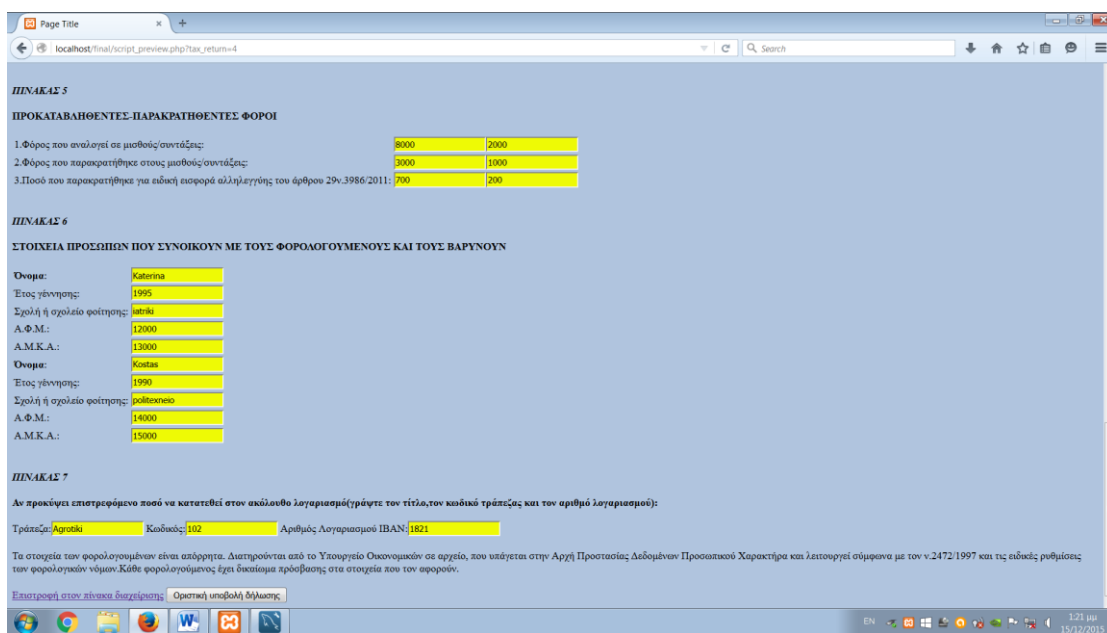 Page Title
localhost/final/script_preview.php?tax_return=4
Search
ΠΙΝΑΚΑΣ 5
ΠΡΟΚΑΤΑΒΛΗΘΕΝΤΕΣ-ΠΑΡΑΚΡΑΤΗΘΕΝΤΕΣ ΦΟΡΟΙ
1.Φόρος που αναλογεί σε μισθούς/συντάξεις: 8000 2000
2.Φόρος που παρακρατήθηκε στους μισθούς/συντάξεις: 3000 1000
3.Ποσό που παρακρατήθηκε για ειδική εισφορά αλληλεγγύης του άρθρου 29ν.3986/2011: 700 200
ΠΙΝΑΚΑΣ 6
ΣΤΟΙΧΕΙΑ ΠΡΟΣΩΠΩΝ ΠΟΥ ΣΥΝΟΙΚΟΥΝ ΜΕ ΤΟΥΣ ΦΟΡΟΛΟΓΟΥΜΕΝΟΥΣ ΚΑΙ ΤΟΥΣ ΒΑΡΥΝΟΥΝ
Όνομα: Katerina
Έτος γέννησης: 1995
Σχολή ή σχολείο φοίτησης: iatriki
Α.Φ.Μ.: 12000
Α.Μ.Κ.Α.: 13000
Όνομα: Kostas
Έτος γέννησης: 1990
Σχολή ή σχολείο φοίτησης: politexneio
Α.Φ.Μ.: 14000
Α.Μ.Κ.Α.: 15000
ΠΙΝΑΚΑΣ 7
Αν προκύψει επιστρεφόμενο ποσό να κατατεθεί στον ακόλουθο λογαριασμό(γράψτε τον τίτλο,τον κωδικό τράπεζας και τον αριθμό λογαριασμού):
Τράπεζα: Agrotiki Κωδικός: 102 Αριθμός Λογαριασμού IBAN: 1821
Τα στοιχεία των φορολογουμένων είναι απόρρητα. Διατηρούνται από το Υπουργείο Οικονομικών σε αρχείο, που υπάγεται στην Αρχή Προστασίας Δεδομένων Προσωπικού Χαρακτήρα και λειτουργεί σύμφωνα με τον ν.2472/1997 και τις ειδικές ρυθμίσεις
των φορολογικών νόμων.Κάθε φορολογούμενος έχει δικαίωμα πρόσβασης στα στοιχεία που τον αφορούν.
Επιστροφή στον πίνακα διαχείρισης Οριστική υποβολή δήλωσης
EN 1:21 μμ
15/12/2015